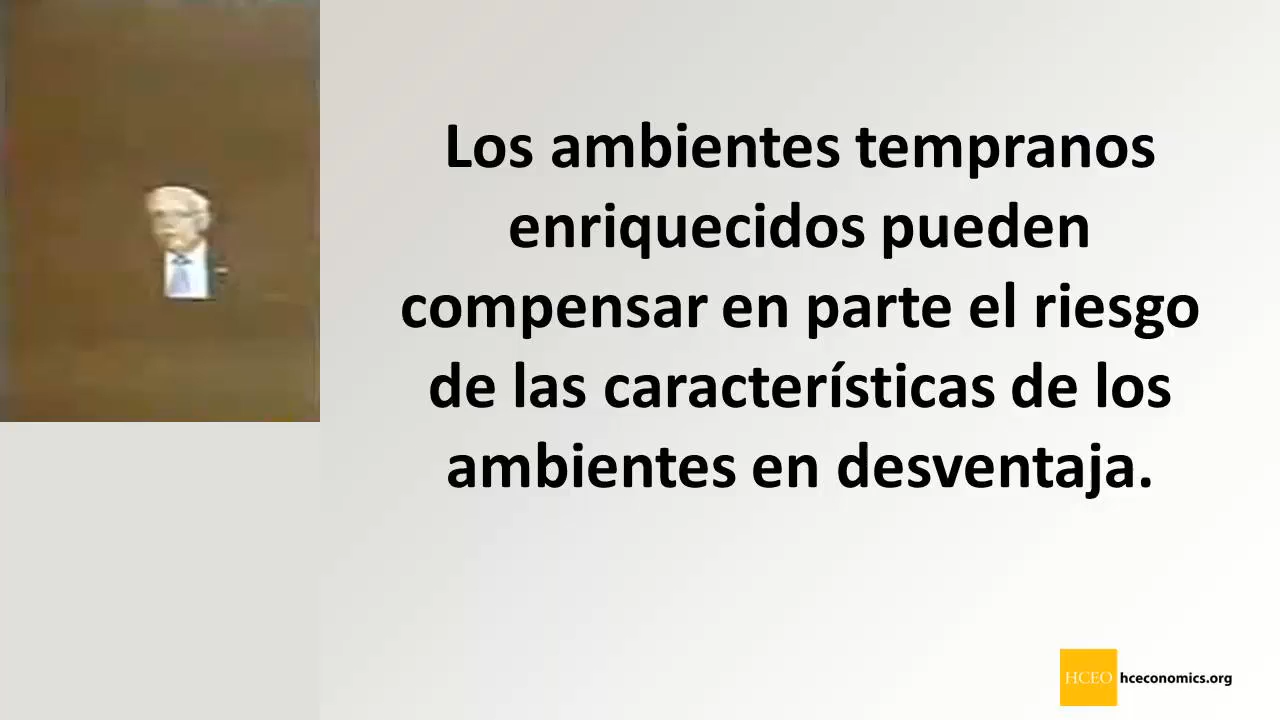 Los ambientes tempranos
enriquecidos pueden
compensar en parte el riesgo
de las características de los
ambientes en desventaja.
HCEO hceconomics.org